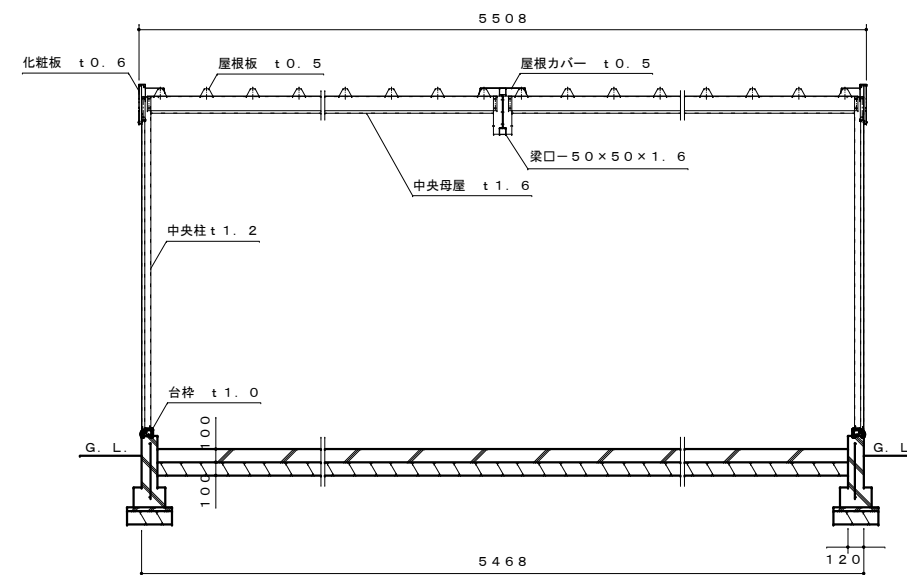 5508
化粧板 t0.6
屋根板 t0.5
屋根カバー t0.5
梁口-50×50×1.6
中央母屋 t1.6
中央柱t1.2
台枠 t1.0
G.L.
100
G.L
100
5468
120